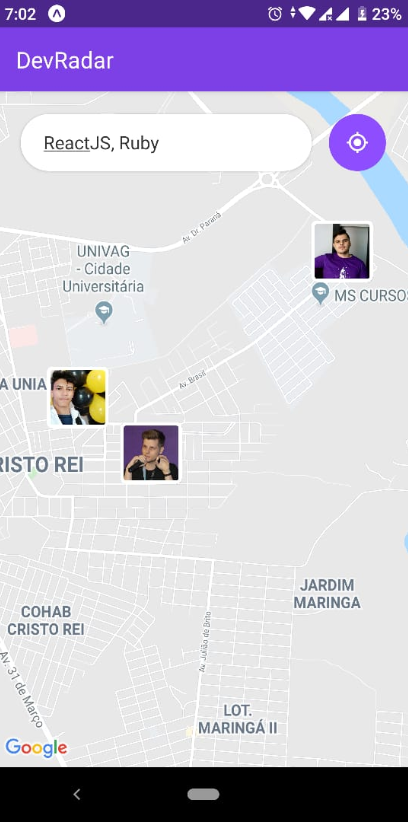 7:02
23%
DevRadar
ReactJS, Ruby
Av. Dr. Paraná
UNIVAG
- Cidade
Universitária
MS CURSOS
Av. Brasil
A UNIA
RISTO REI
JARDIM
MARINGA
COHAB
CRISTO REI
Av. Julião de Brito
Av. 31 de Março
LOT.
MARINGÁ II
Google